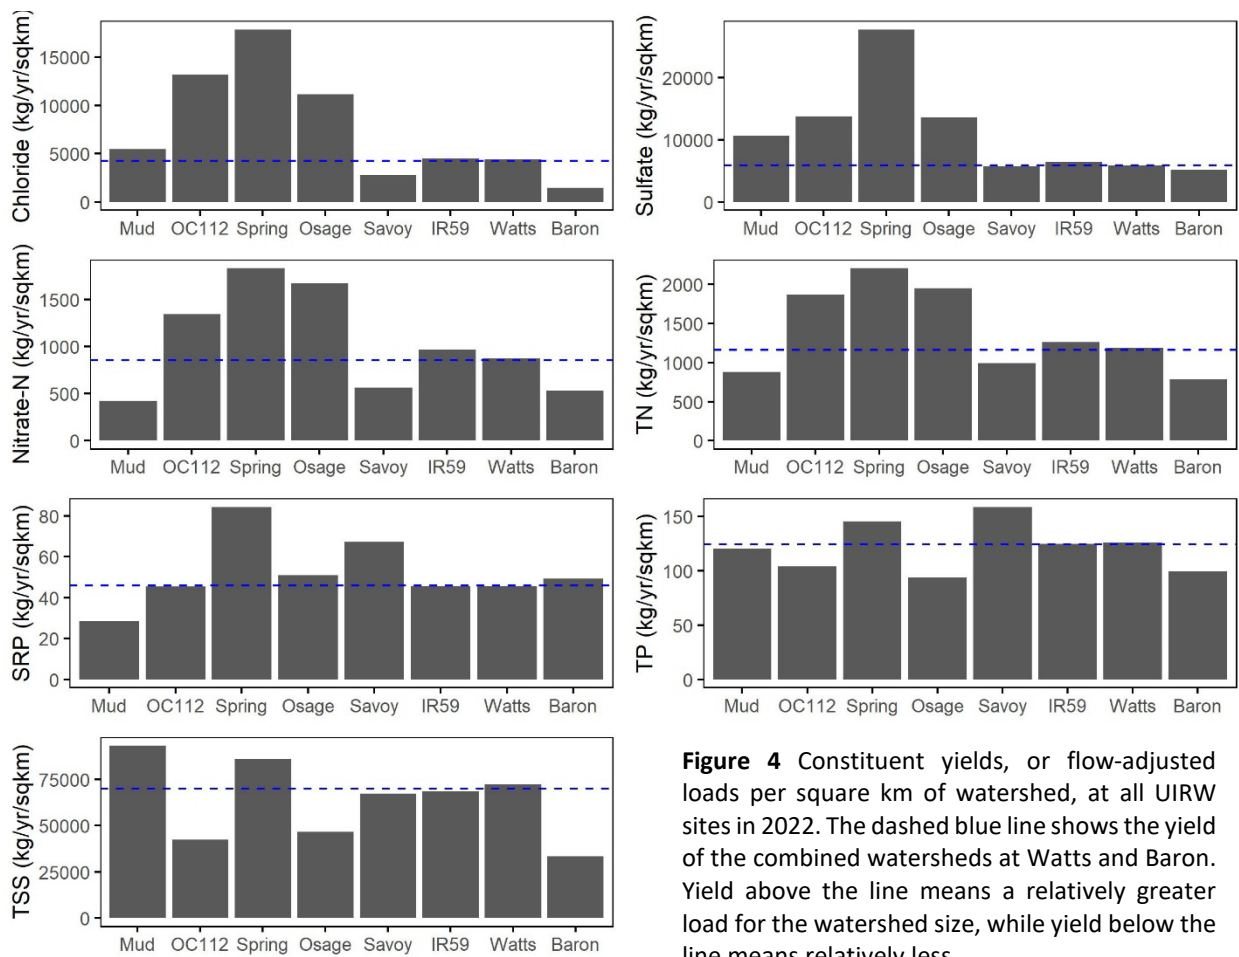 Chloride (kg/yr/sqkm)
15000
10000
5000
0
Mud OC112 Spring Osage Savoy IR59 Watts Baron
Sulfate (kg/yr/sqkm)
20000
10000
0
Mud OC112 Spring Osage Savoy IR59 Watts Baron
Nitrate-N (kg/yr/sqkm)
1500
1000
500
0
Mud OC112 Spring Osage Savoy IR59 Watts Baron
TN (kg/yr/sqkm)
2000
1500
1000
500
0
Mud OC112 Spring Osage Savoy IR59 Watts Baron
SRP (kg/yr/sqkm)
80
60
40
20
0
Mud OC112 Spring Osage Savoy IR59 Watts Baron
TP (kg/yr/sqkm)
150
100
50
0
Mud OC112 Spring Osage Savoy IR59 Watts Baron
TSS (kg/yr/sqkm)
75000
50000
25000
0
Mud OC112 Spring Osage Savoy IR59 Watts Baron
Figure 4 Constituent yields, or flow-adjusted
loads per square km of watershed, at all UIRW
sites in 2022. The dashed blue line shows the yield
of the combined watersheds at Watts and Baron.
Yield above the line means a relatively greater
load for the watershed size, while yield below the
line means relatively less